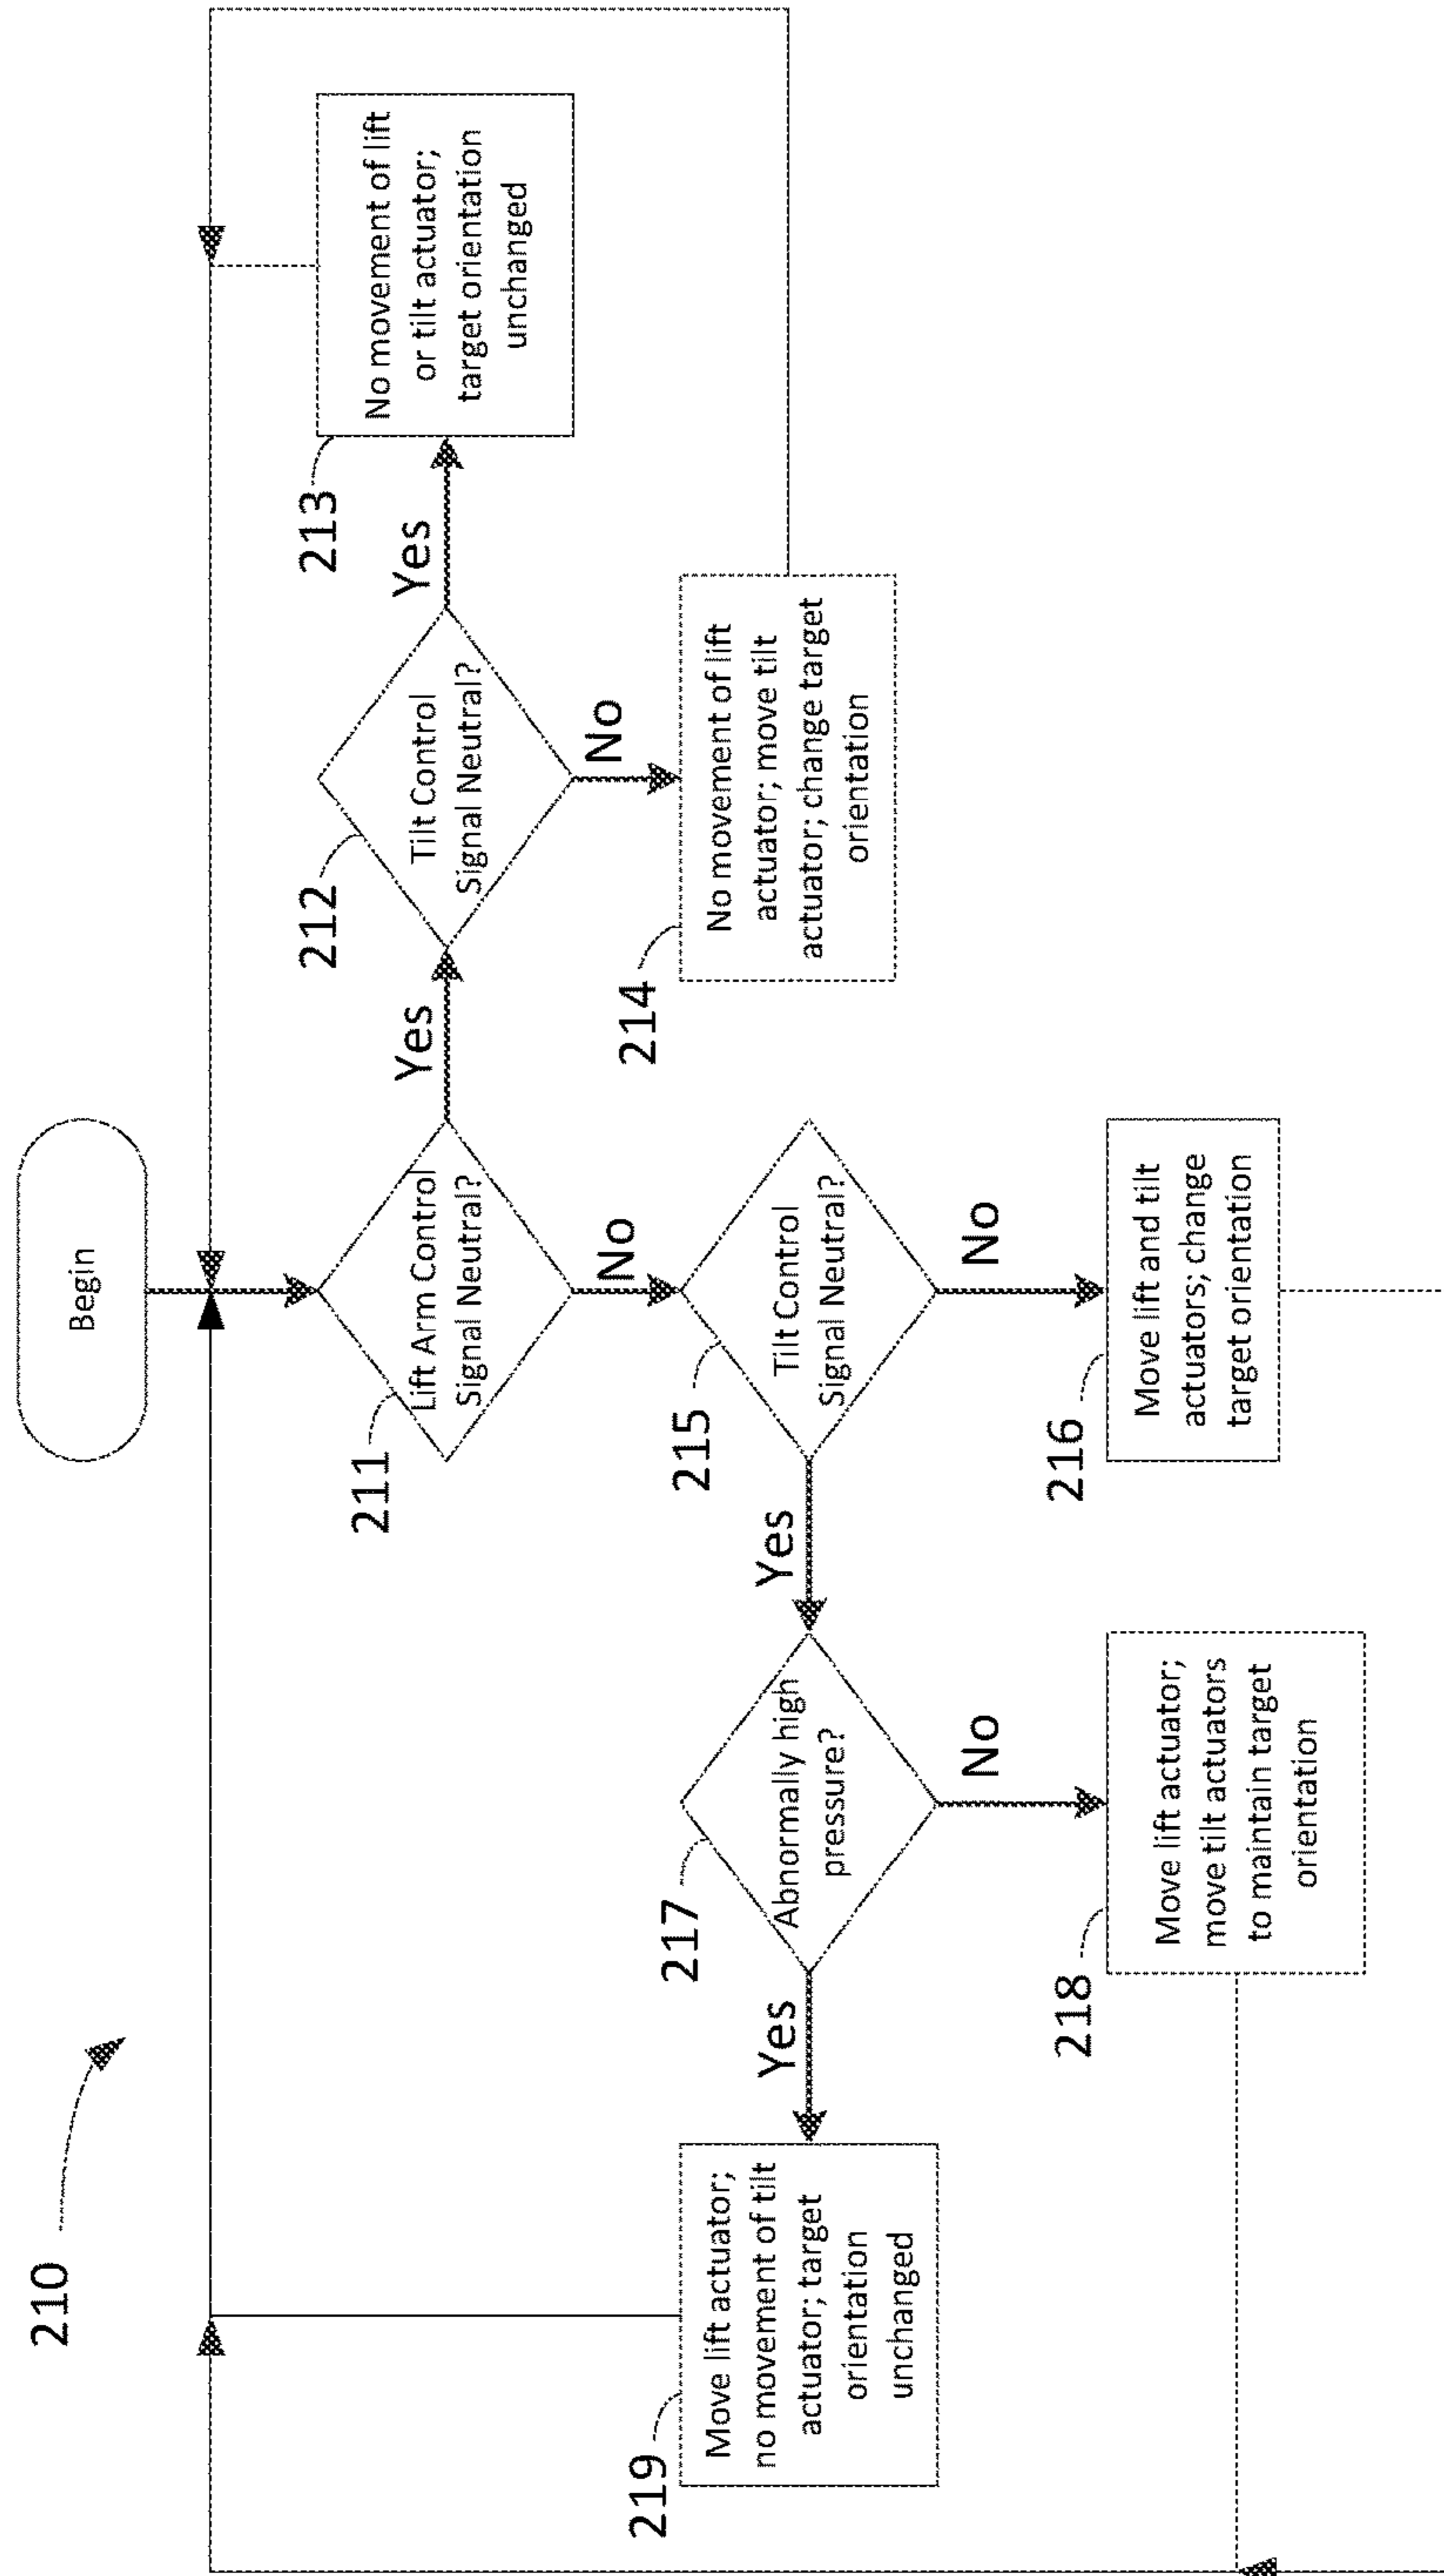 210
Begin
211
Lift Arm Control
Signal Neutral?
Yes
212
Tilt Control
Signal Neutral?
Yes
213
No movement of lift
or tilt actuator;
target orientation
unchanged
No
214
No movement of lift
actuator; move tilt
actuator; change target
orientation
No
215
Tilt Control
Signal Neutral?
No
216
Move lift and tilt
actuators; change
target orientation
Yes
217
Abnormally high
pressure?
No
218
Move lift actuator;
move tilt actuators
to maintain target
orientation
Yes
219
Move lift actuator;
no movement of tilt
actuator; target
orientation
unchanged